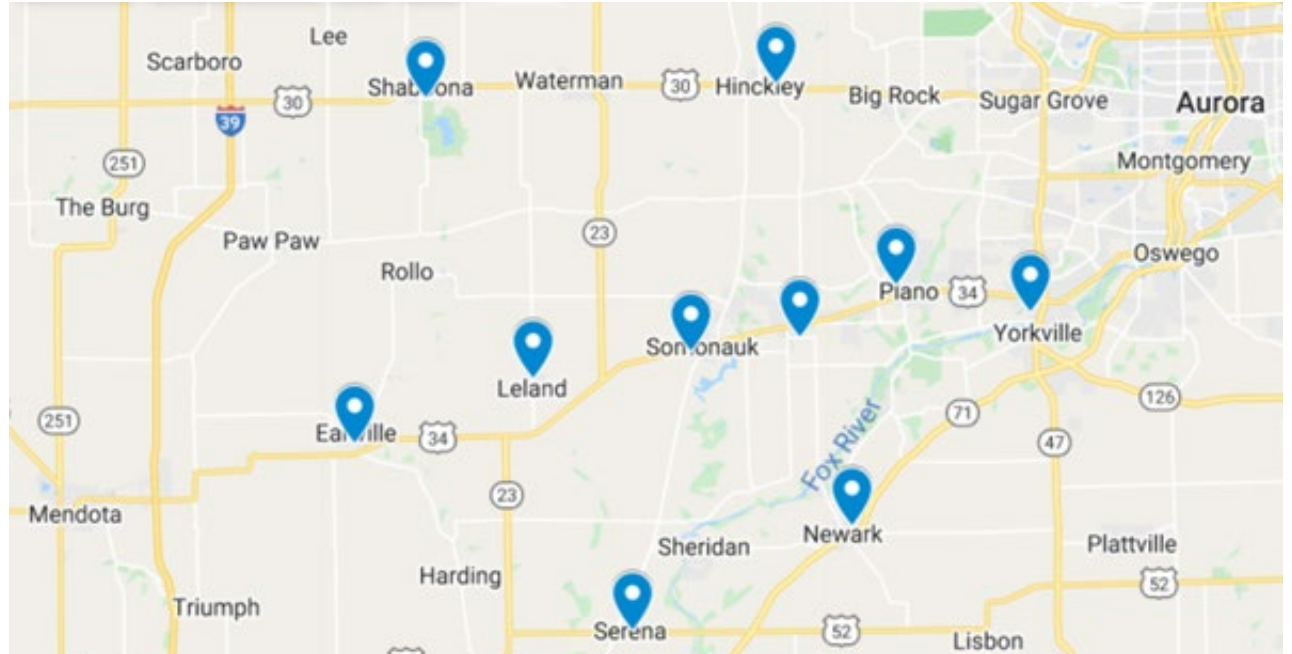 Lee
Scarboro
Shabbona
Waterman
30
Hinckley
Big Rock
Sugar Grove
Aurora
30
39
251
Montgomery
The Burg
Paw Paw
23
Rollo
Oswego
Plano
34
Yorkville
Somonauk
Leland
126
71
251
Earlville
34
47
Fox River
23
Mendota
Newark
Sheridan
Plattville
Harding
52
Triumph
Serena
52
Lisbon